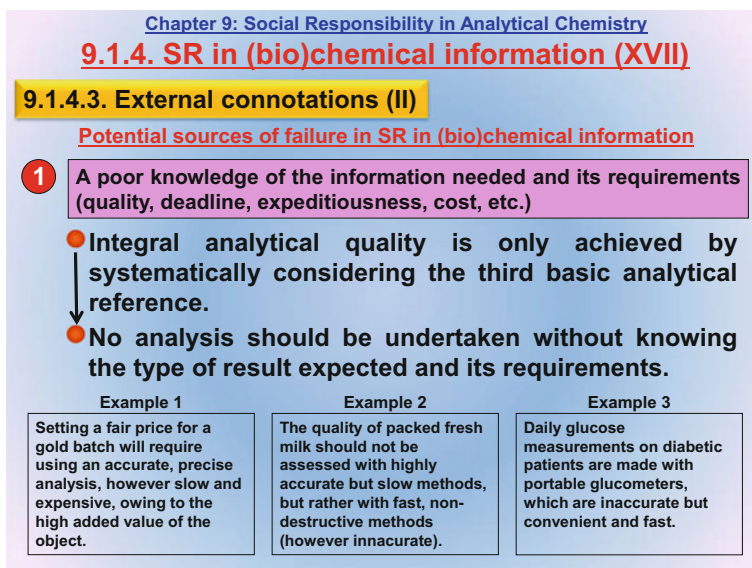 Chapter 9: Social Responsibility in Analytical Chemistry
9.1.4. SR in (bio)chemical information (XVII)
9.1.4.3. External connotations (II)
Potential sources of failure in SR in (bio)chemical information
1
A poor knowledge of the information needed and its requirements
(quality, deadline, expeditiousness, cost, etc.)
Integral analytical quality is only achieved by
systematically considering the third basic analytical
reference.
No analysis should be undertaken without knowing
the type of result expected and its requirements.
Example 1
Setting a fair price for a
gold batch will require
using an accurate, precise
analysis, however slow and
expensive, owing to the
high added value of the
object.
Example 2
The quality of packed fresh
milk should not be
assessed with highly
accurate but slow methods,
but rather with fast, non-
destructive methods
(however innacurate).
Example 3
Daily glucose
measurements on diabetic
patients are made with
portable glucometers,
which are inaccurate but
convenient and fast.